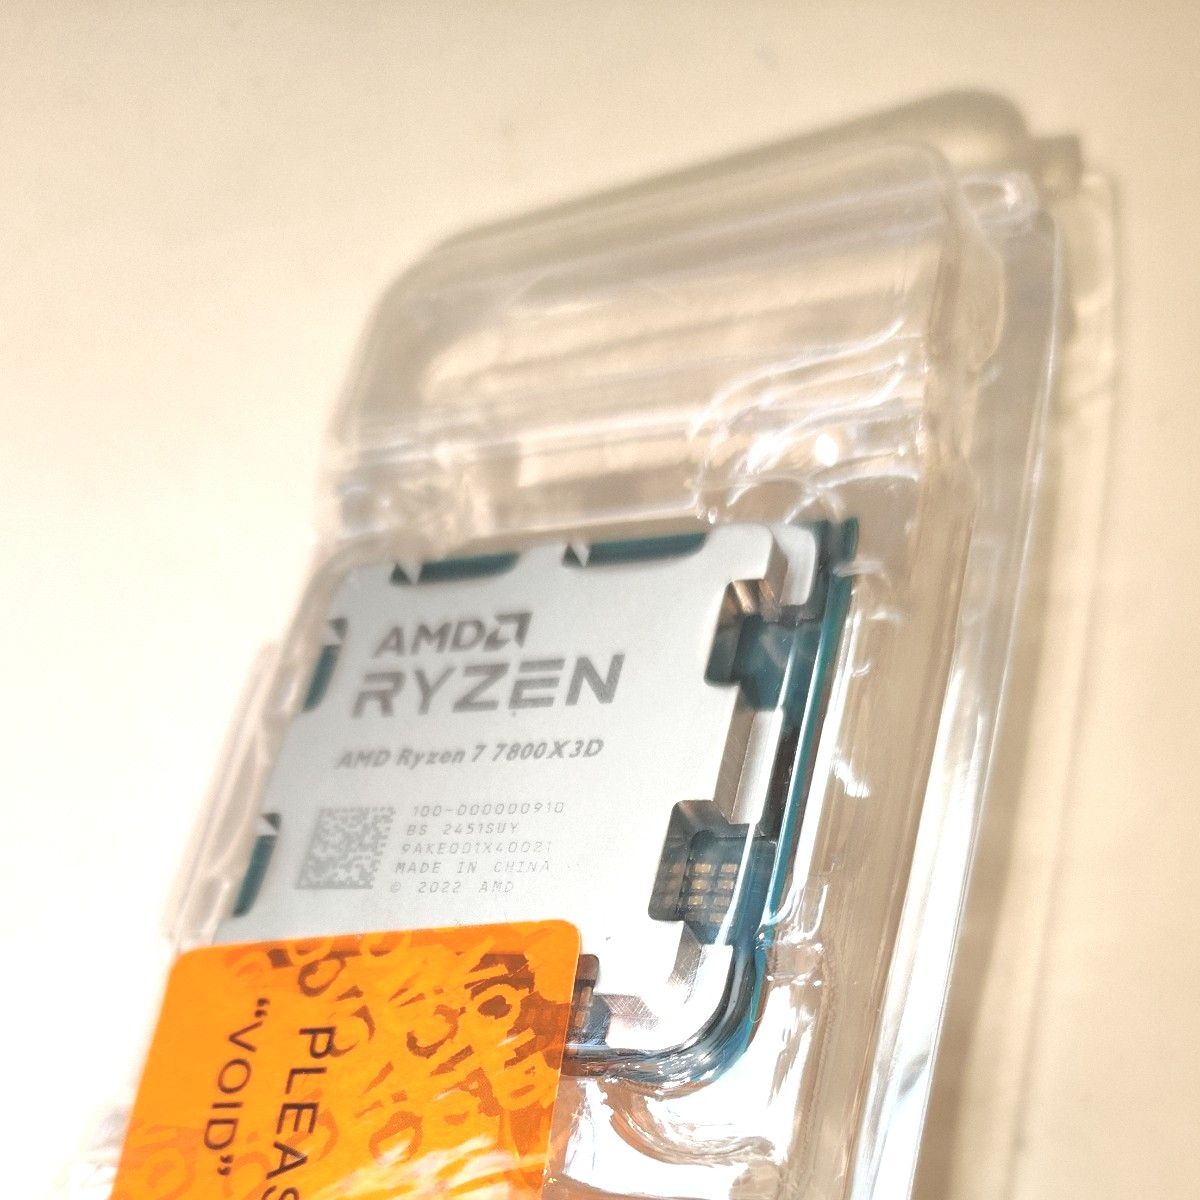 AMD
RYZEN
AMD Ryzen 7 7800X3D
100-000000910
BS 2451SUY
9AKE001X40021
MADE IN CHINA
© 2022 AMD
PLEAS
"VOID"